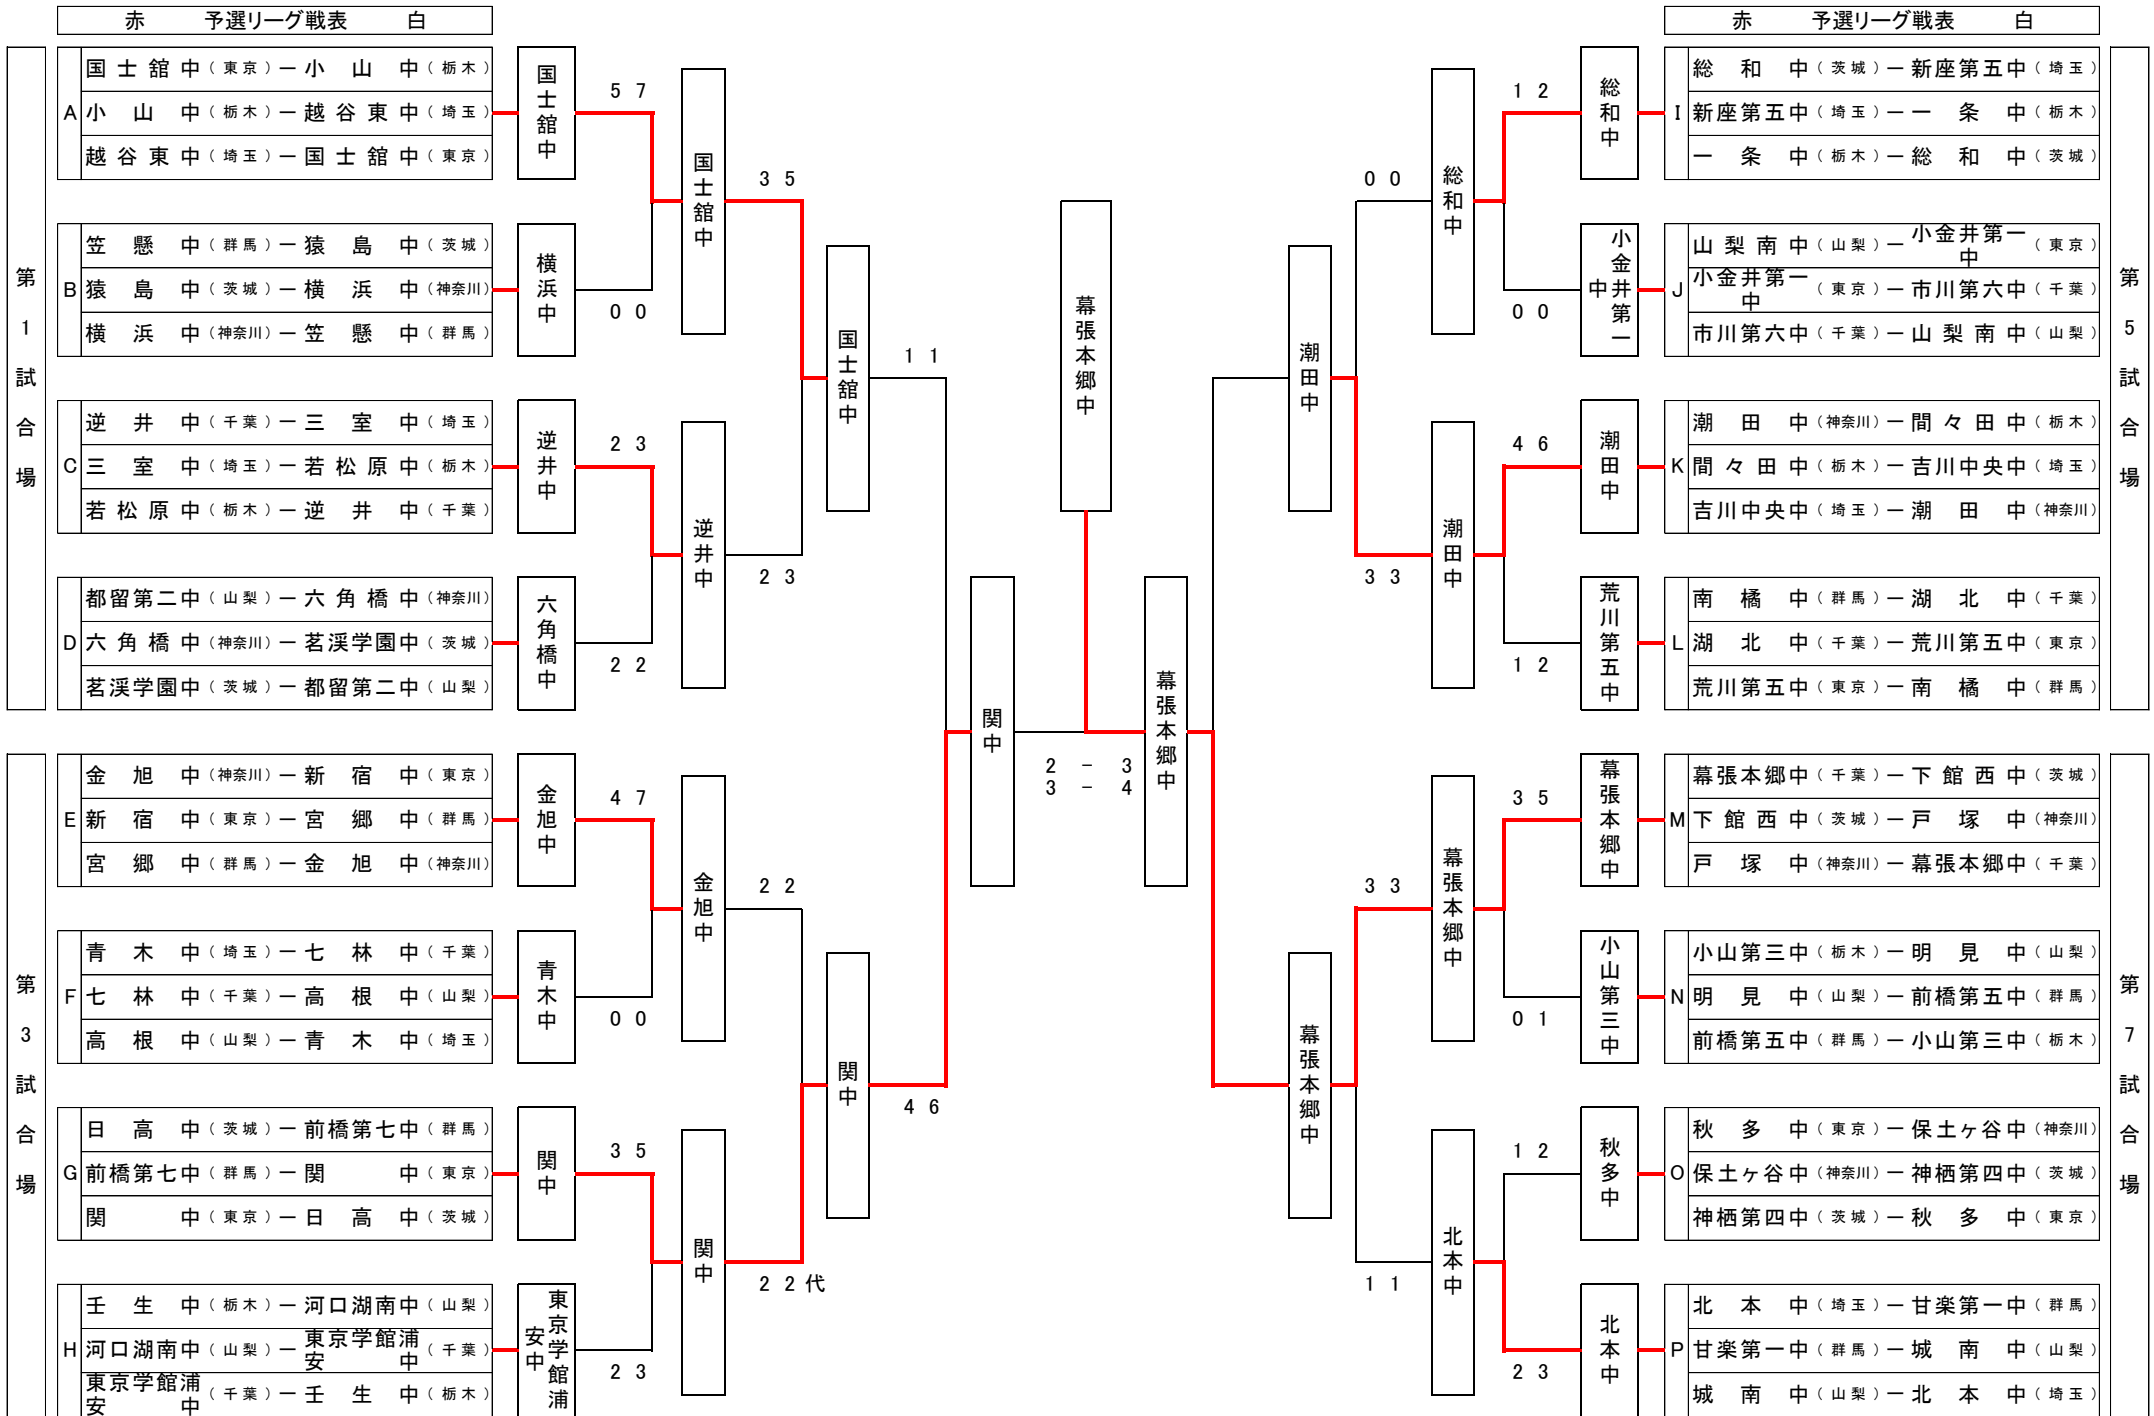 赤 予選リーグ戦表 白
第1試合場
A
国士舘中（東京）ー小山中（栃木）
小山中（栃木）ー越谷東中（埼玉）
越谷東中（埼玉）ー国士舘中（東京）
B
笠懸中（群馬）ー猿島中（茨城）
猿島中（茨城）ー横浜中（神奈川）
横浜中（神奈川）ー笠懸中（群馬）
C
逆井中（千葉）ー三室中（埼玉）
三室中（埼玉）ー若松原中（栃木）
若松原中（栃木）ー逆井中（千葉）
D
都留第二中（山梨）ー六角橋中（神奈川）
六角橋中（神奈川）ー茗渓学園中（茨城）
茗渓学園中（茨城）ー都留第二中（山梨）
第3試合場
E
金旭中（神奈川）ー新宿中（東京）
新宿中（東京）ー宮郷中（群馬）
宮郷中（群馬）ー金旭中（神奈川）
F
青木中（埼玉）ー七林中（千葉）
七林中（千葉）ー高根中（山梨）
高根中（山梨）ー青木中（埼玉）
G
日高中（茨城）ー前橋第七中（群馬）
前橋第七中（群馬）ー関中（東京）
関中（東京）ー日高中（茨城）
H
壬生中（栃木）ー河口湖南中（山梨）
河口湖南中（山梨）ー東京学館浦安中（千葉）
東京学館浦安中（千葉）ー壬生中（栃木）
国士舘中
5 7
横浜中
0 0
逆井中
2 3
六角橋中
2 2
金旭中
4 7
青木中
0 0
関中
3 5
東京学館浦安中
2 3
国士舘中
3 5
逆井中
2 3
金旭中
2 2
関中
2 2 代
国士舘中
1 1
関中
4 6
関中
幕張本郷中
2 － 3
3 － 4
幕張本郷中
潮田中
幕張本郷中
0 0
総和中
3 3
潮田中
3 3
幕張本郷中
1 1
北本中
1 2
総和中
0 0
小金井第一中
4 6
潮田中
1 2
荒川第五中
3 5
幕張本郷中
0 1
小山第三中
1 2
秋多中
2 3
北本中
赤 予選リーグ戦表 白
第5試合場
I
総和中（茨城）ー新座第五中（埼玉）
新座第五中（埼玉）ー一条中（栃木）
一条中（栃木）ー総和中（茨城）
J
山梨南中（山梨）ー小金井第一中（東京）
小金井第一中（東京）ー市川第六中（千葉）
市川第六中（千葉）ー山梨南中（山梨）
K
潮田中（神奈川）ー間々田中（栃木）
間々田中（栃木）ー吉川中央中（埼玉）
吉川中央中（埼玉）ー潮田中（神奈川）
L
南橘中（群馬）ー湖北中（千葉）
湖北中（千葉）ー荒川第五中（東京）
荒川第五中（東京）ー南橘中（群馬）
第7試合場
M
幕張本郷中（千葉）ー下館西中（茨城）
下館西中（茨城）ー戸塚中（神奈川）
戸塚中（神奈川）ー幕張本郷中（千葉）
N
小山第三中（栃木）ー明見中（山梨）
明見中（山梨）ー前橋第五中（群馬）
前橋第五中（群馬）ー小山第三中（栃木）
O
秋多中（東京）ー保土ヶ谷中（神奈川）
保土ヶ谷中（神奈川）ー神栖第四中（茨城）
神栖第四中（茨城）ー秋多中（東京）
P
北本中（埼玉）ー甘楽第一中（群馬）
甘楽第一中（群馬）ー城南中（山梨）
城南中（山梨）ー北本中（埼玉）